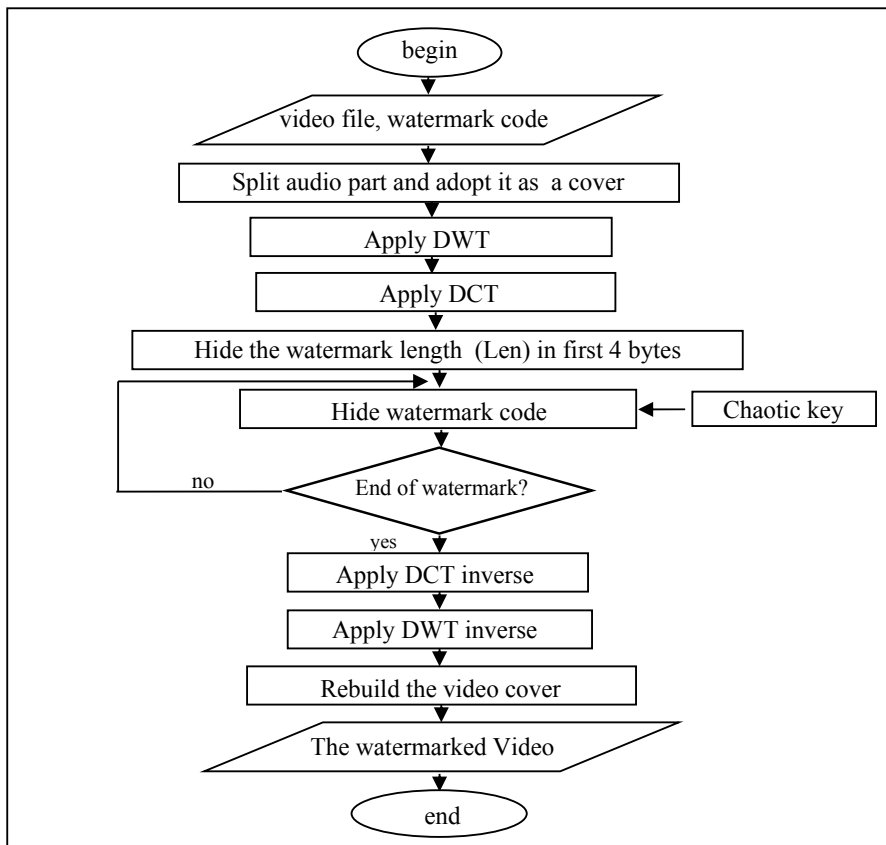 begin
video file, watermark code
Split audio part and adopt it as a cover
Apply DWT
Apply DCT
Hide the watermark length (Len) in first 4 bytes
Hide watermark code
Chaotic key
End of watermark?
no
yes
Apply DCT inverse
Apply DWT inverse
Rebuild the video cover
The watermarked Video
end